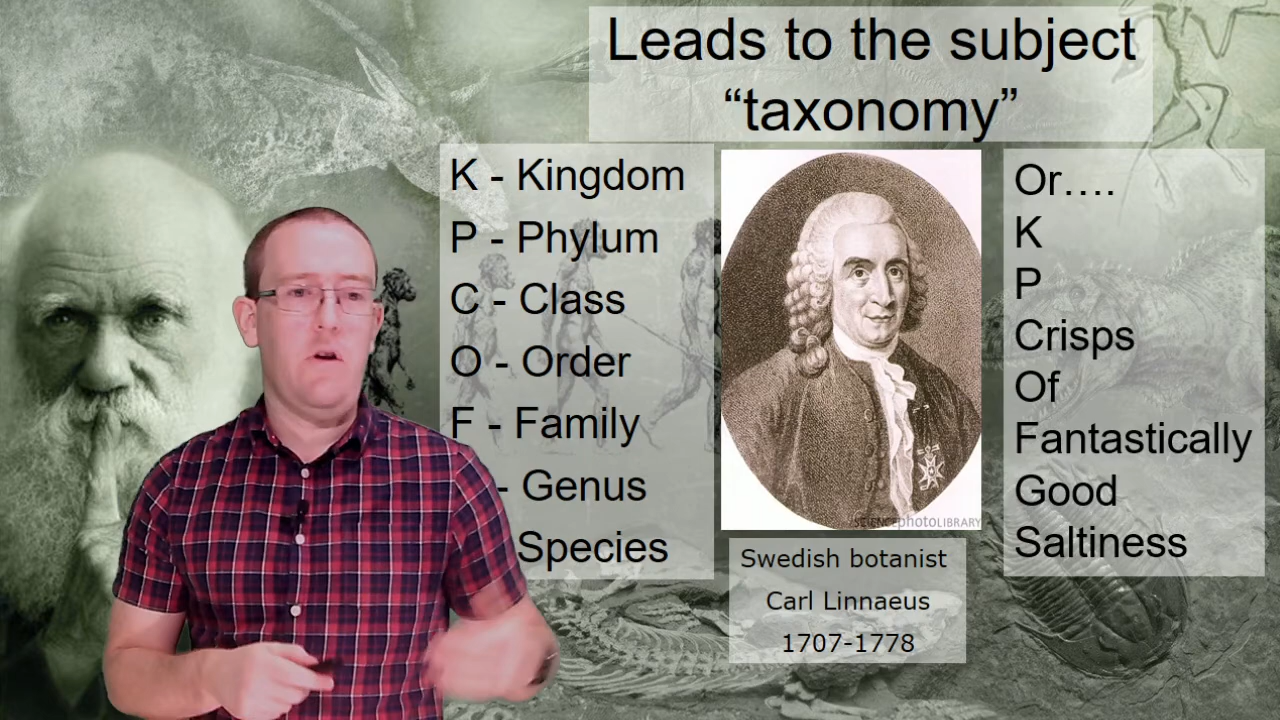 Leads to the subject
“taxonomy”
K - Kingdom
P - Phylum
C - Class
O - Order
F - Family
- Genus
Species
SCIENCEphotoLIBRARY
Swedish botanist
Carl Linnaeus
1707-1778
Or….
K
P
Crisps
Of
Fantastically
Good
Saltiness